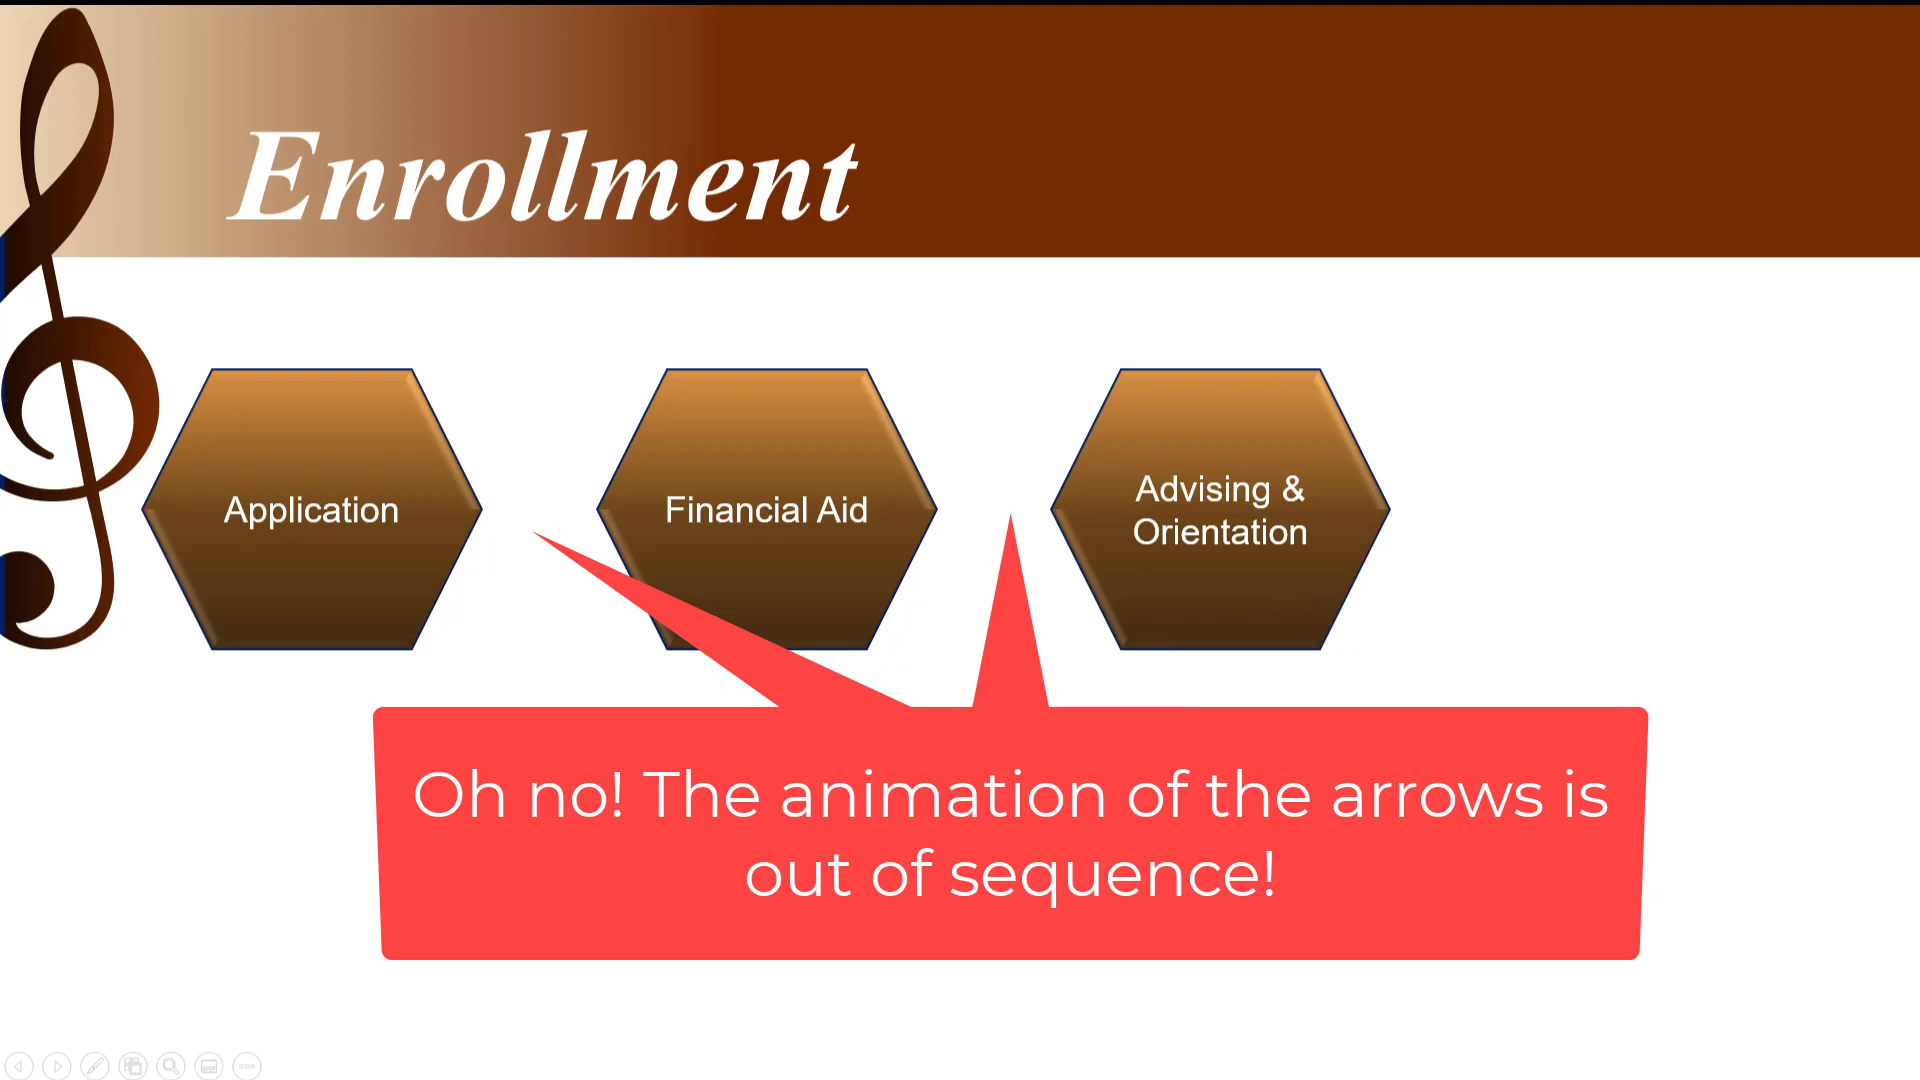 Enrollment
Application
Financial Aid
Advising &
Orientation
Oh no! The animation of the arrows is
out of sequence!